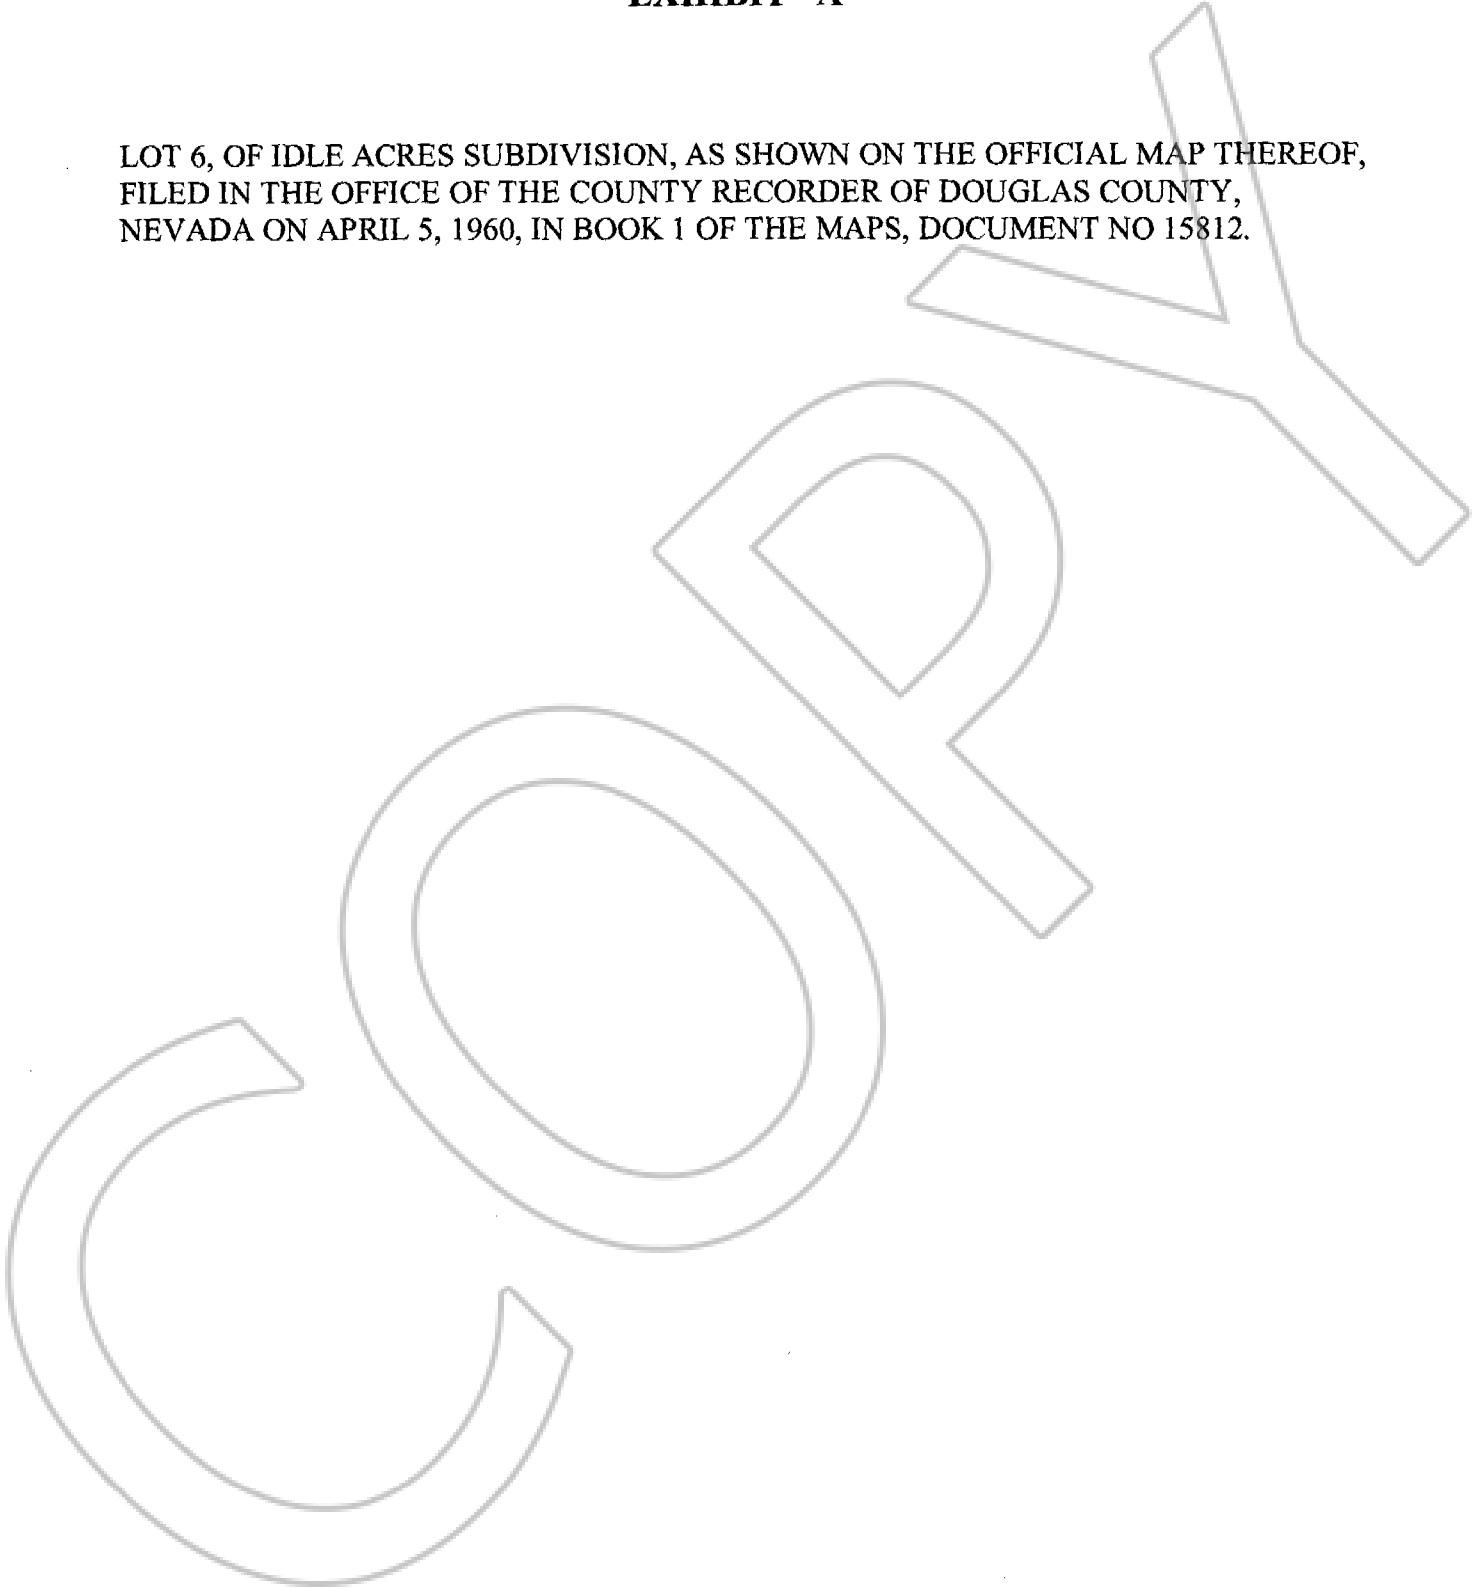 EXHIBIT "A"
LOT 6, OF IDLE ACRES SUBDIVISION, AS SHOWN ON THE OFFICIAL MAP THEREOF,
FILED IN THE OFFICE OF THE COUNTY RECORDER OF DOUGLAS COUNTY,
NEVADA ON APRIL 5, 1960, IN BOOK 1 OF THE MAPS, DOCUMENT NO 15812.
COPY